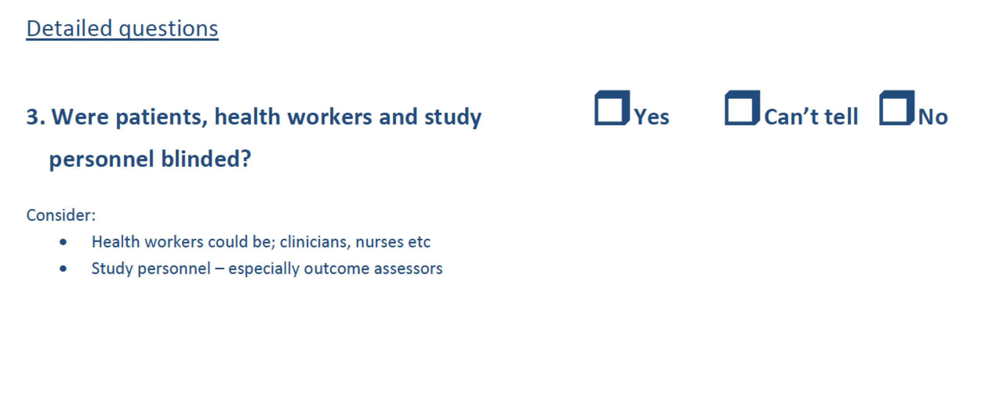 Detailed questions
3. Were patients, health workers and study Yes Can't tell No
personnel blinded?
Consider:
• Health workers could be; clinicians, nurses etc
• Study personnel – especially outcome assessors